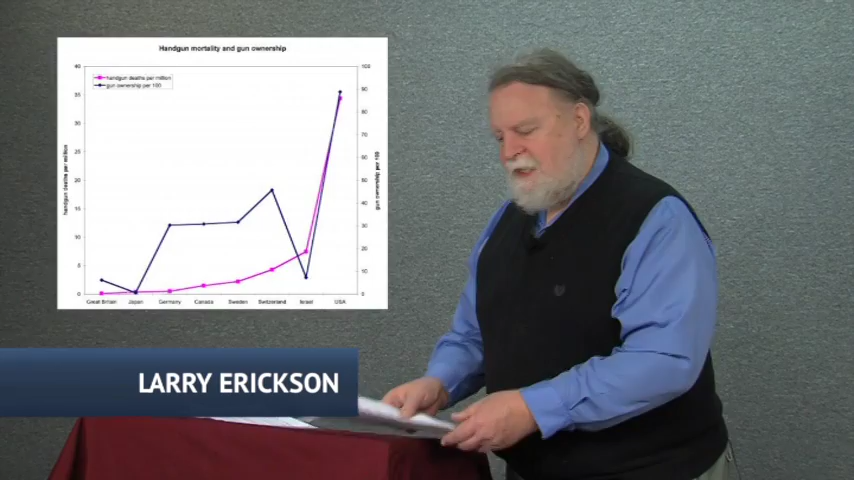 Handgun mortality and gun ownership
handgun deaths per million
gun ownership per 100
40
35
30
25
20
15
10
5
0
100
90
80
70
60
50
40
30
20
10
0
handgun deaths per million
gun ownership per 100
Great Britain Japan Germany Canada Sweden Switzerland Israel USA
LARRY ERICKSON